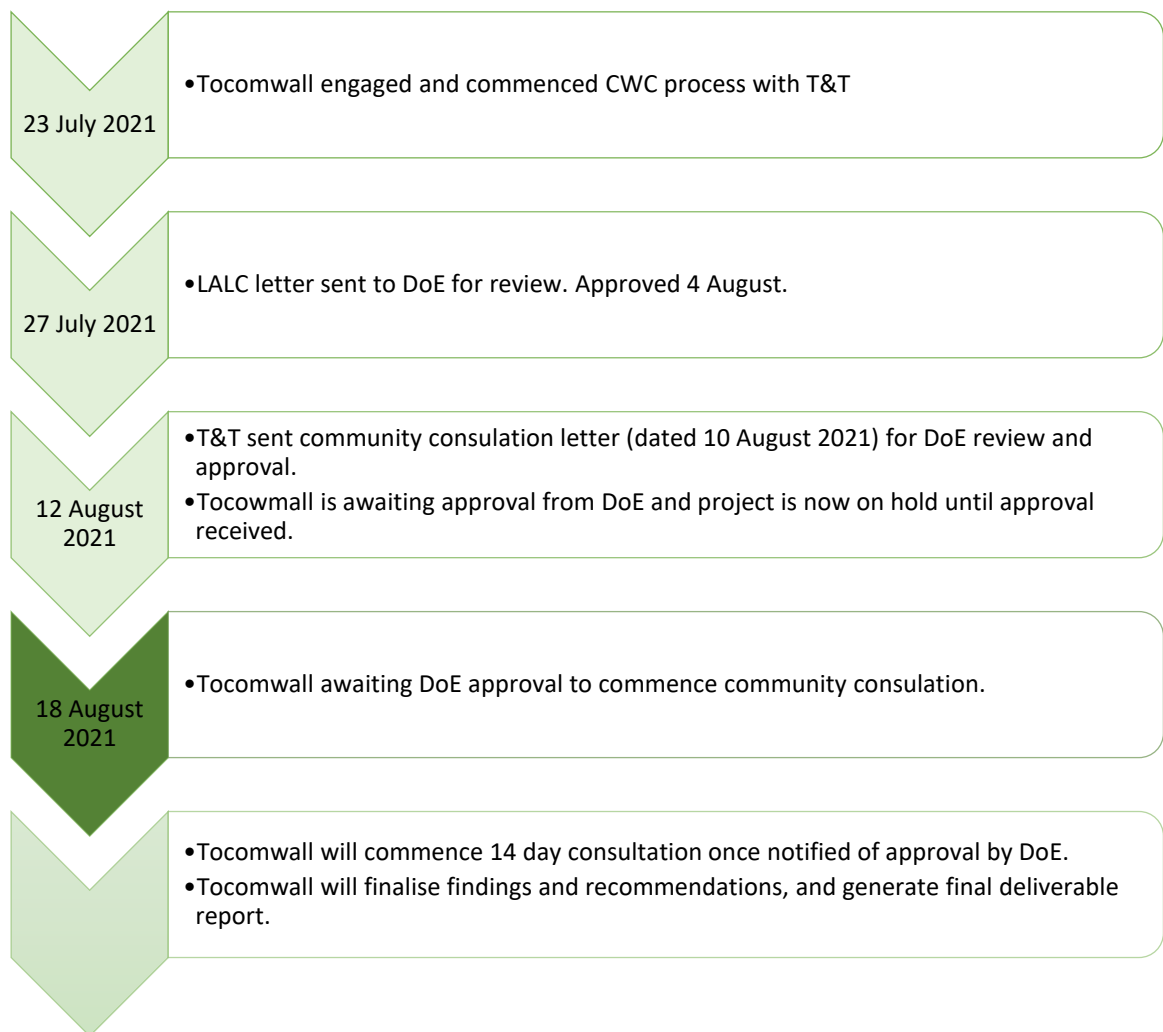 23 July 2021
•Tocomwall engaged and commenced CWC process with T&T
27 July 2021
•LALC letter sent to DoE for review. Approved 4 August.
12 August
2021
•T&T sent community consulation letter (dated 10 August 2021) for DoE review and
approval.
•Tocowmall is awaiting approval from DoE and project is now on hold until approval
received.
18 August
2021
•Tocomwall awaiting DoE approval to commence community consulation.
•Tocomwall will commence 14 day consultation once notified of approval by DoE.
•Tocomwall will finalise findings and recommendations, and generate final deliverable
report.